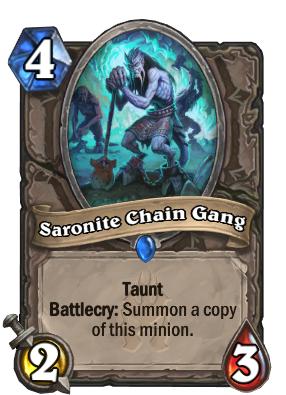 4
Saronite Chain Gang
Taunt
Battlecry: Summon a copy
of this minion.
2
3